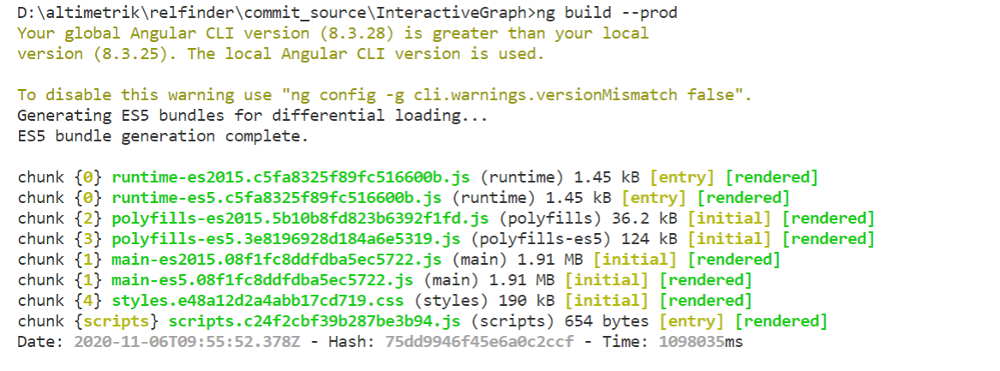 D:\altimetrik\relfinder\commit_source\InteractiveGraph>ng build --prod
Your global Angular CLI version (8.3.28) is greater than your local
version (8.3.25). The local Angular CLI version is used.
To disable this warning use "ng config -g cli.warnings.versionMismatch false".
Generating ES5 bundles for differential loading...
ES5 bundle generation complete.
chunk {0} runtime-es2015.c5fa8325f89fc516600b.js (runtime) 1.45 kB [entry] [rendered]
chunk {0} runtime-es5.c5fa8325f89fc516600b.js (runtime) 1.45 kB [entry] [rendered]
chunk {2} polyfills-es2015.5b10b8fd823b6392f1fd.js (polyfills) 36.2 kB [initial] [rendered]
chunk {3} polyfills-es5.3e8196928d184a6e5319.js (polyfills-es5) 124 kB [initial] [rendered]
chunk {1} main-es2015.08f1fc8ddfdba5ec5722.js (main) 1.91 MB [initial] [rendered]
chunk {1} main-es5.08f1fc8ddfdba5ec5722.js (main) 1.91 MB [initial] [rendered]
chunk {4} styles.e48a12d2a4abb17cd719.css (styles) 190 kB [initial] [rendered]
chunk {scripts} scripts.c24f2cbf39b287be3b94.js (scripts) 654 bytes [entry] [rendered]
Date: 2020-11-06T09:55:52.378Z - Hash: 75dd9946f45e6a0c2ccf - Time: 1098035ms